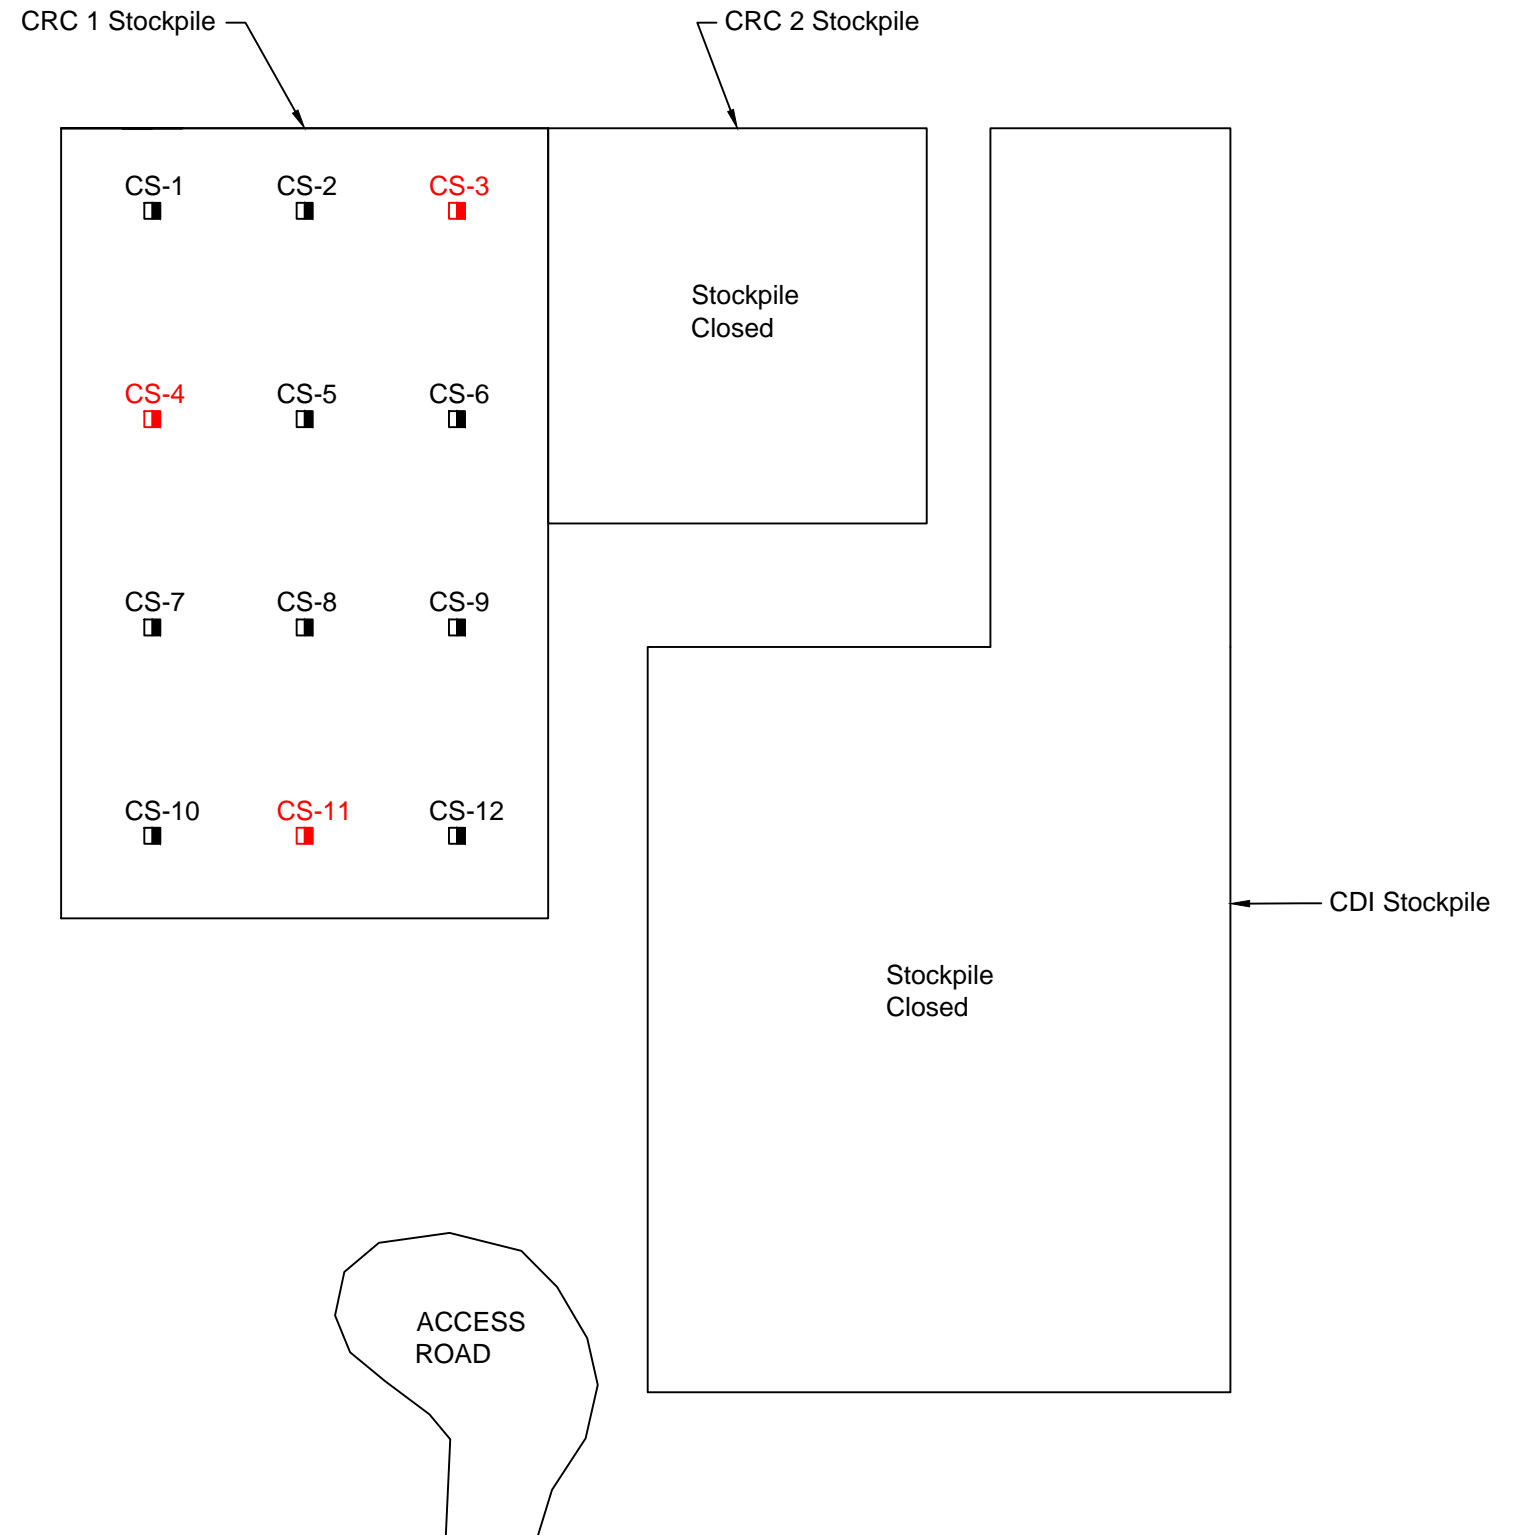 CRC 1 Stockpile
CRC 2 Stockpile
CS-1
CS-2
CS-3
Stockpile
Closed
CS-4
CS-5
CS-6
CS-7
CS-8
CS-9
CS-10
CS-11
CS-12
CDI Stockpile
Stockpile
Closed
ACCESS
ROAD